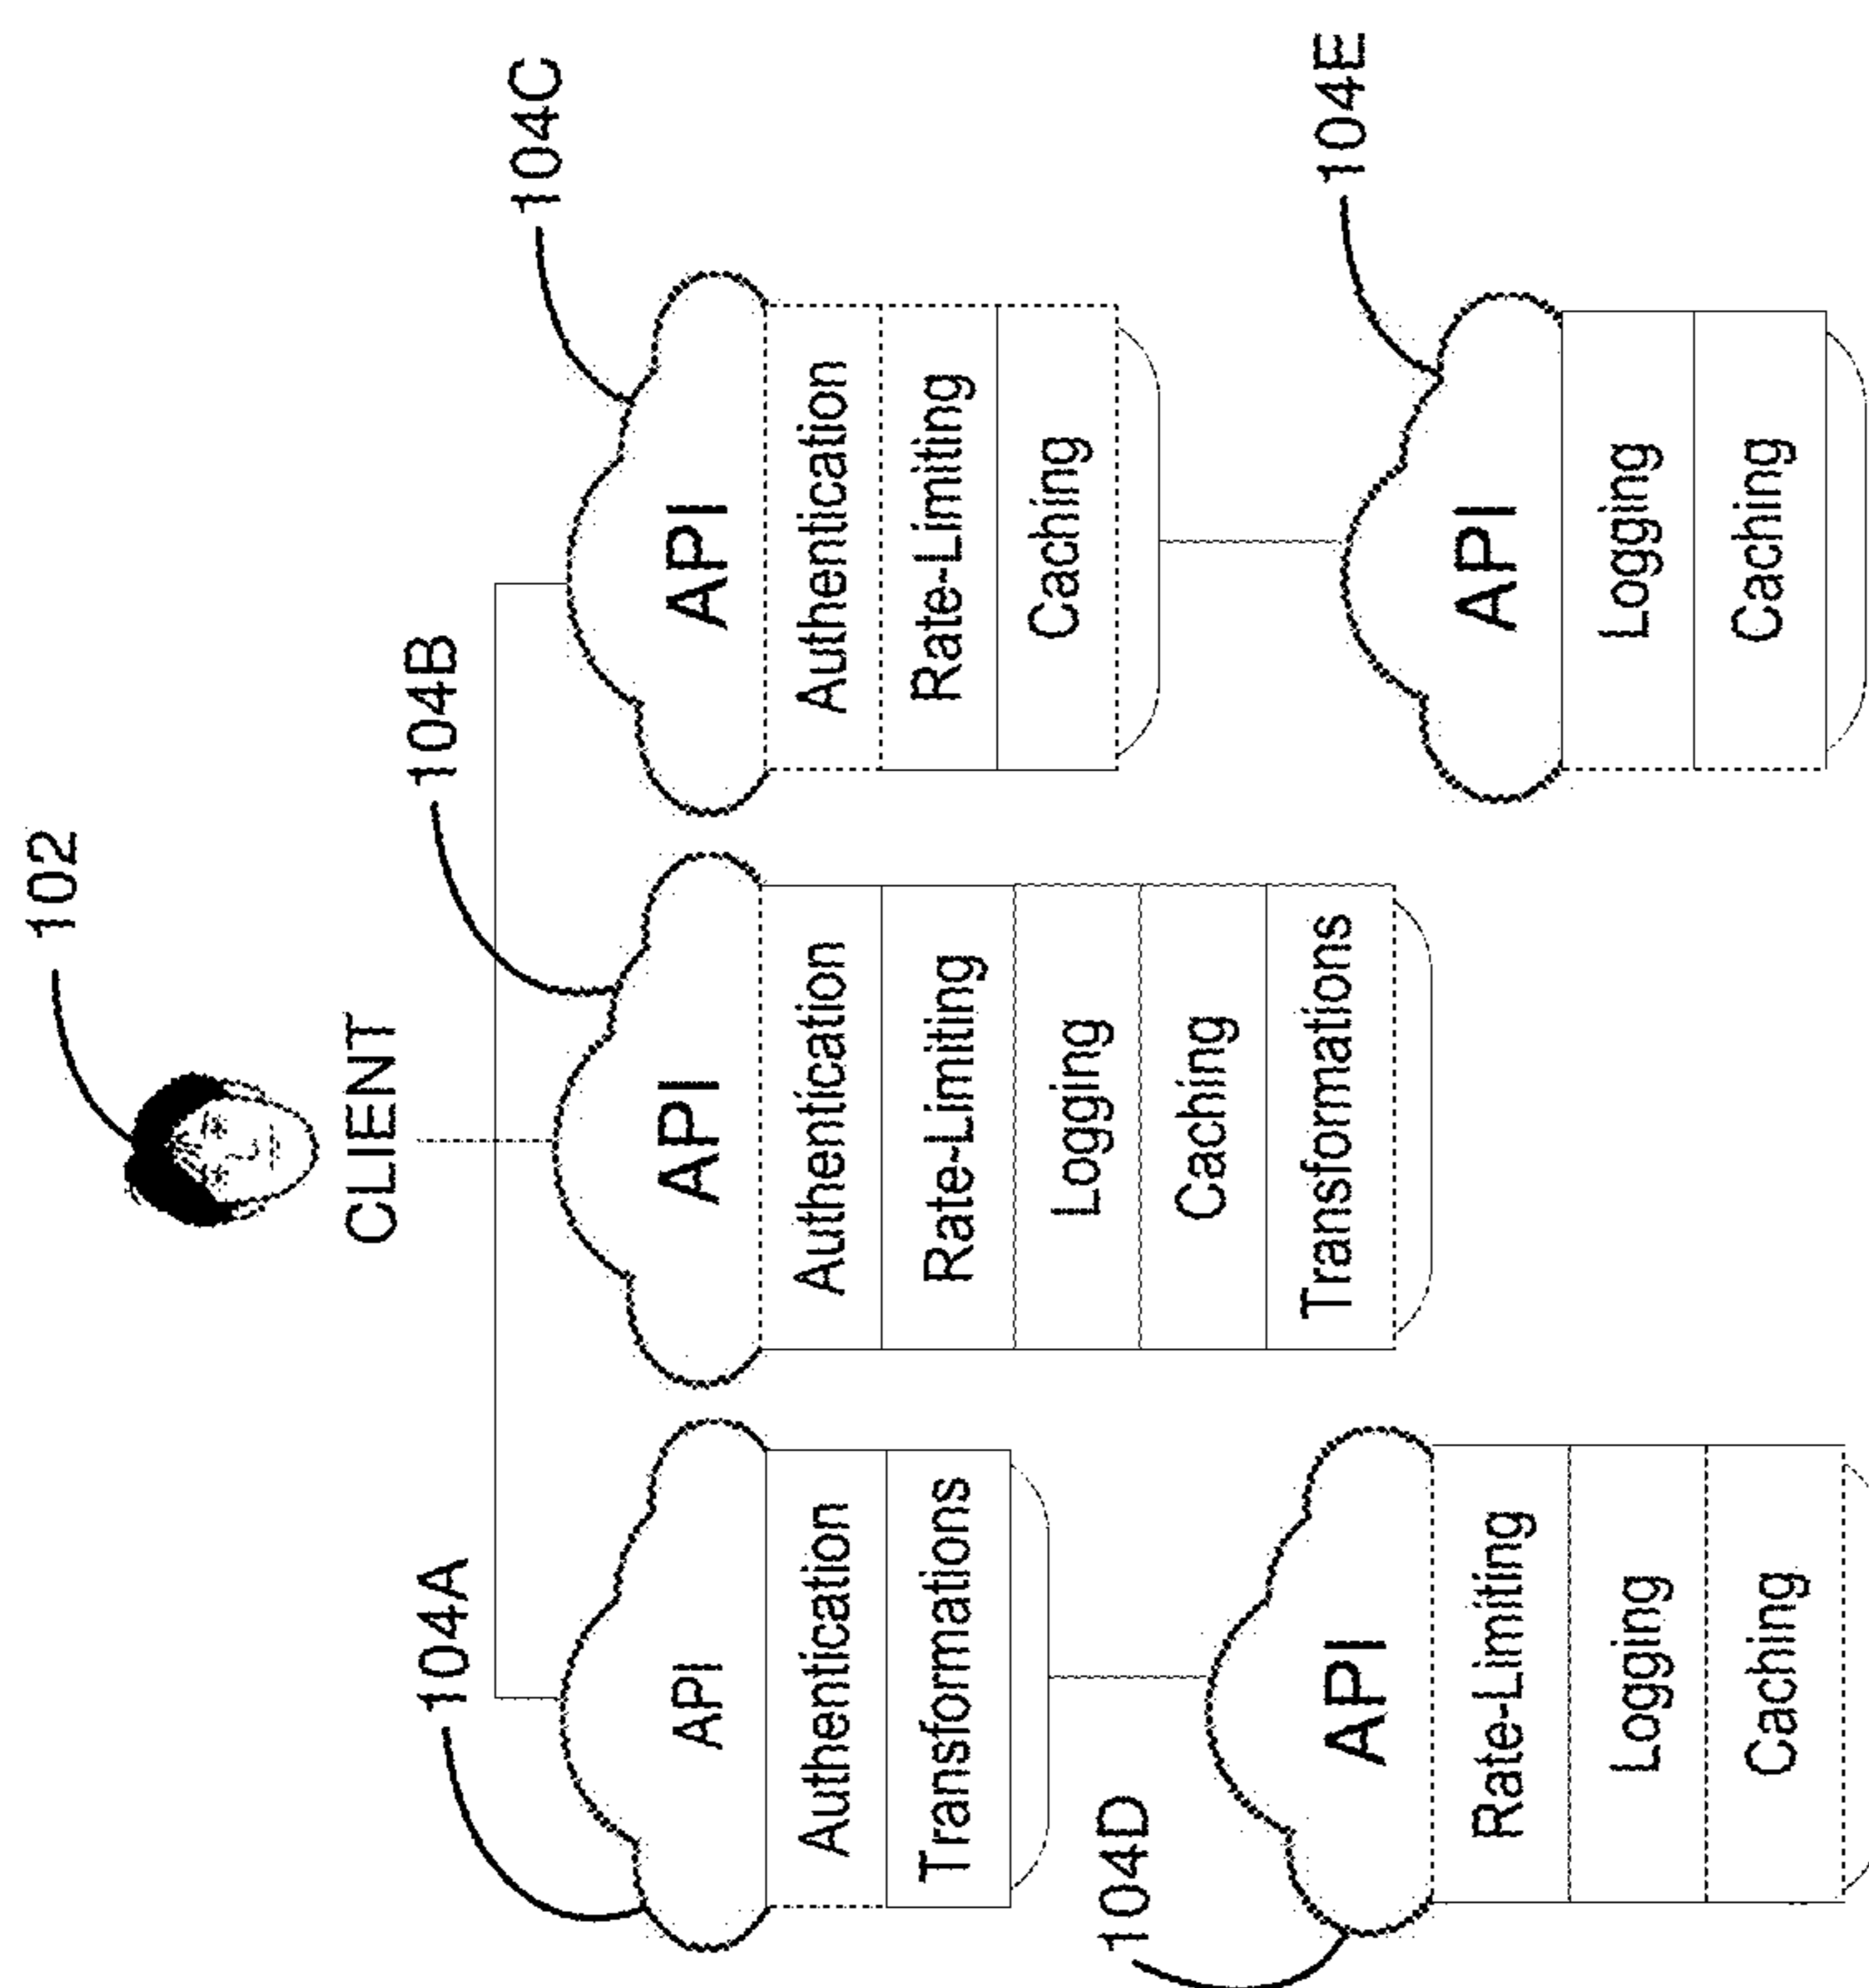 102
CLIENT
104A
104B
104C
API
Authentication
Transformations
API
Authentication
Rate-Limiting
Logging
Caching
Transformations
API
Authentication
Rate-Limiting
Caching
104D
104E
API
Rate-Limiting
Logging
Caching
API
Logging
Caching